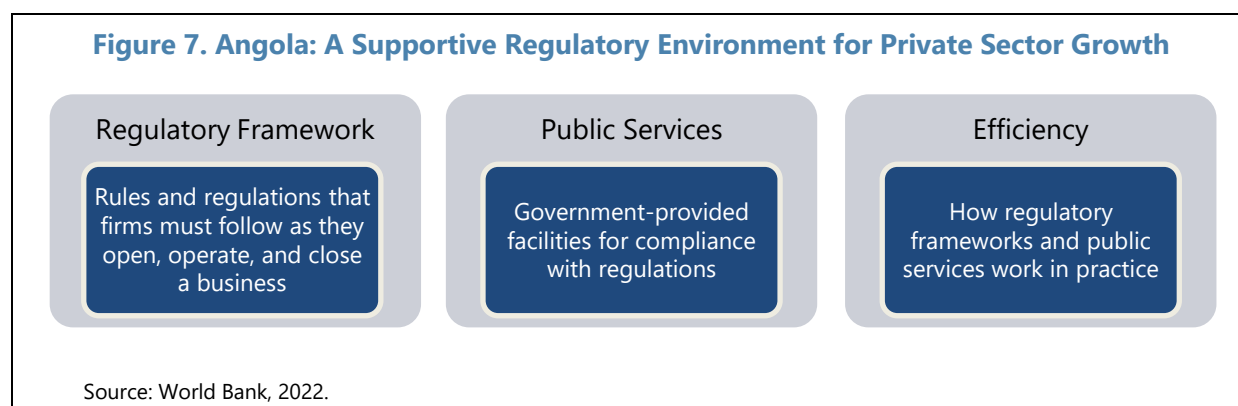 Figure 7. Angola: A Supportive Regulatory Environment for Private Sector Growth
Regulatory Framework
Rules and regulations that
firms must follow as they
open, operate, and close
a business
Public Services
Government-provided
facilities for compliance
with regulations
Efficiency
How regulatory
frameworks and public
services work in practice
Source: World Bank, 2022.